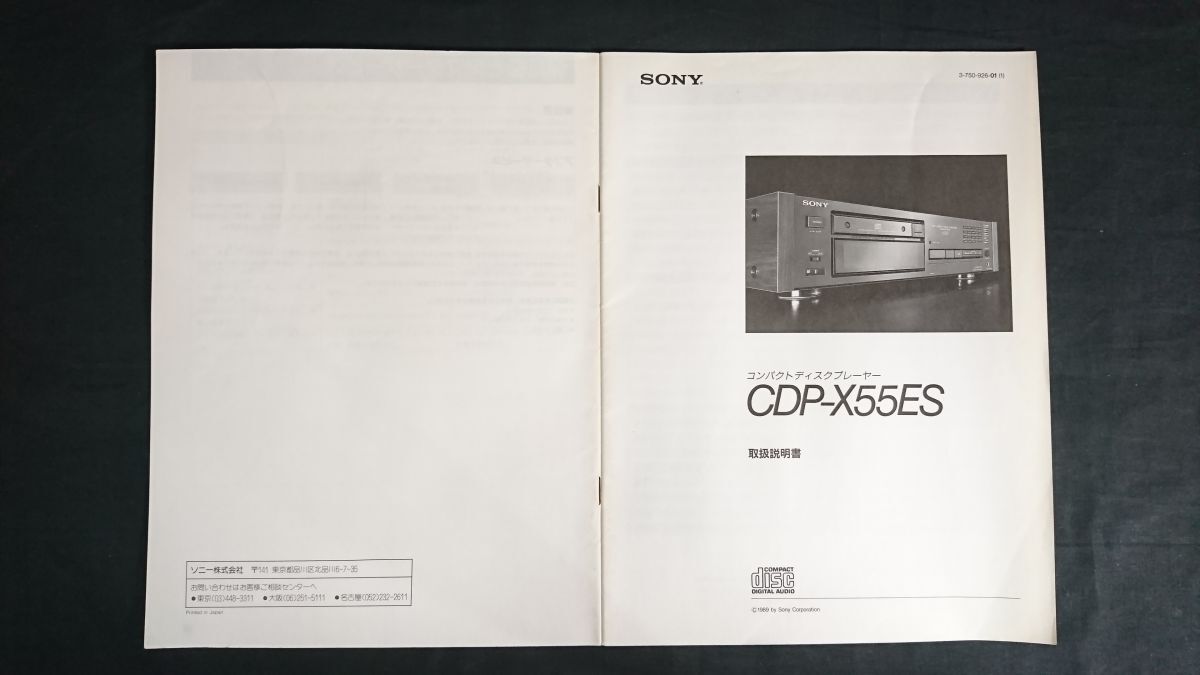 SONY®
3-750-926-01 (1)
SONY
コンパクトディスクプレーヤー
CDP-X55ES
取扱説明書
COMPACT
disc
DIGITAL AUDIO
©1989 by Sony Corporation
ソニー株式会社 〒141 東京都品川区北品川6-7-35
お問い合わせはお客様ご相談センターへ
●東京(03)448-3311 ●大阪(06)251-5111 ●名古屋(052)232-2611
Printed in Japan